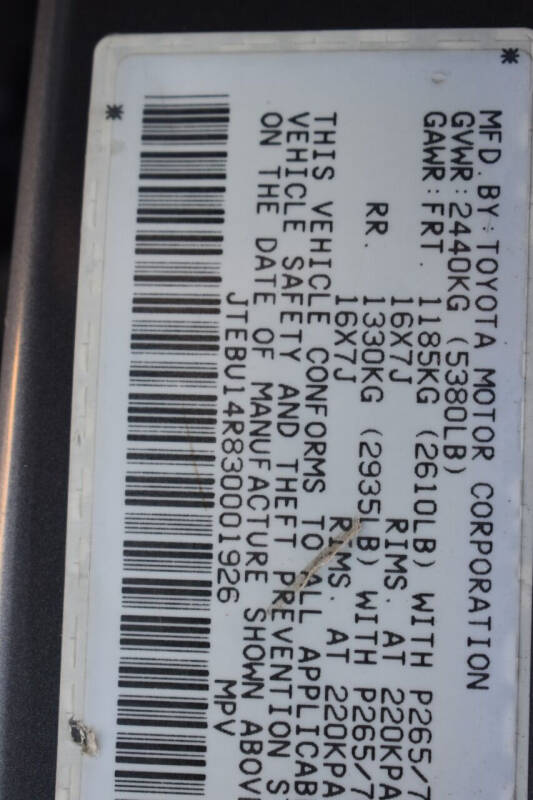 MFD. BY: TOYOTA MOTOR CORPORATION
GVWR: 2440KG (5380LB)
GAWR: FRT. 1185KG (2610LB) WITH P265/7
16X7J RIMS. AT 220KPA
RR. 1330KG (2935LB) WITH P265/7
16X7J RIMS. AT 220KPA
THIS VEHICLE CONFORMS TO ALL APPLICAB
VEHICLE SAFETY AND THEFT PREVENTION S
ON THE DATE OF MANUFACTURE SHOWN ABOV
JTEBU14R830001926 MPV